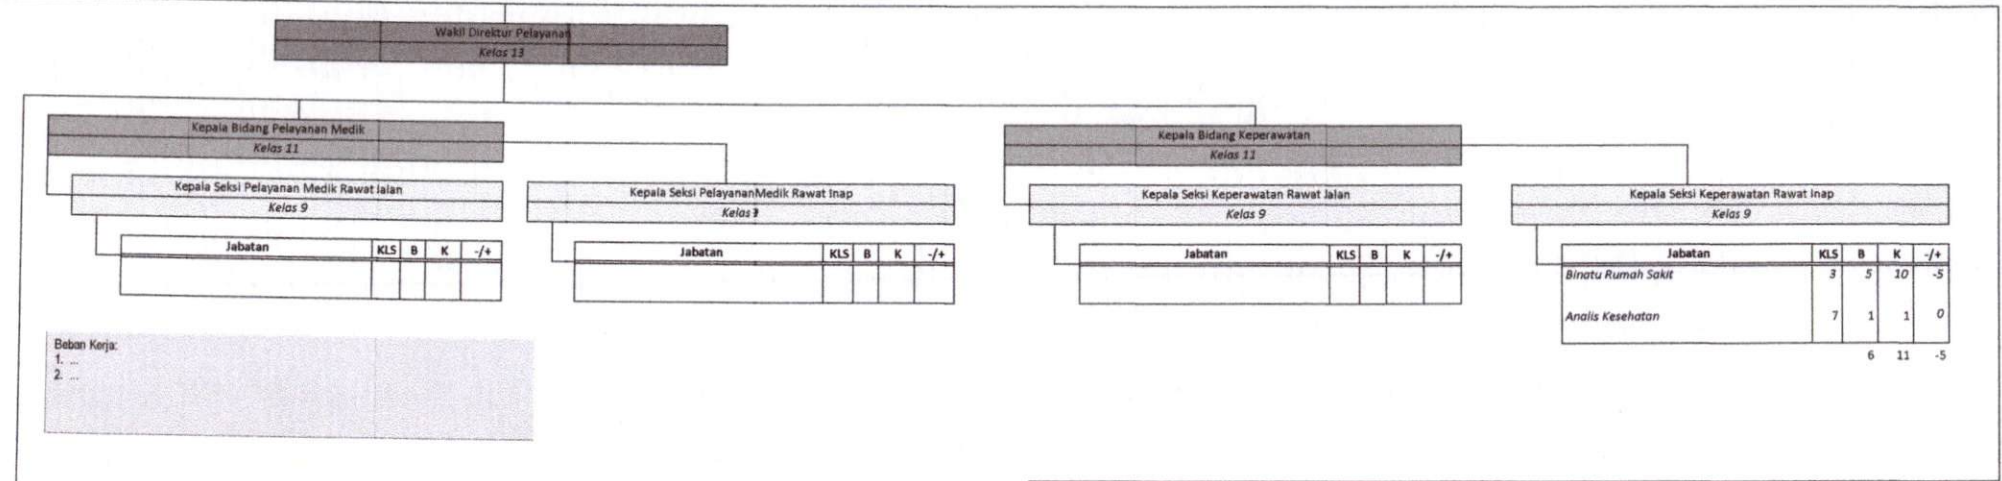 Wakil Direktur Pelayanan
Kelas 13
Kepala Bidang Pelayanan Medik
Kelas 11
Kepala Seksi Pelayanan Medik Rawat Jalan
Kelas 9
Jabatan KLS B K -/+
Kepala Seksi PelayananMedik Rawat Inap
Kelas
Jabatan KLS B K -/+
Kepala Bidang Keperawatan
Kelas 11
Kepala Seksi Keperawatan Rawat Jalan
Kelas 9
Jabatan KLS B K -/+
Kepala Seksi Keperawatan Rawat Inap
Kelas 9
Jabatan KLS B K -/+
Binatu Rumah Sakit 3 5 10 -5
Analis Kesehatan 7 1 1 0
6 11 -5
Beban Kerja:
1. ...
2. ...